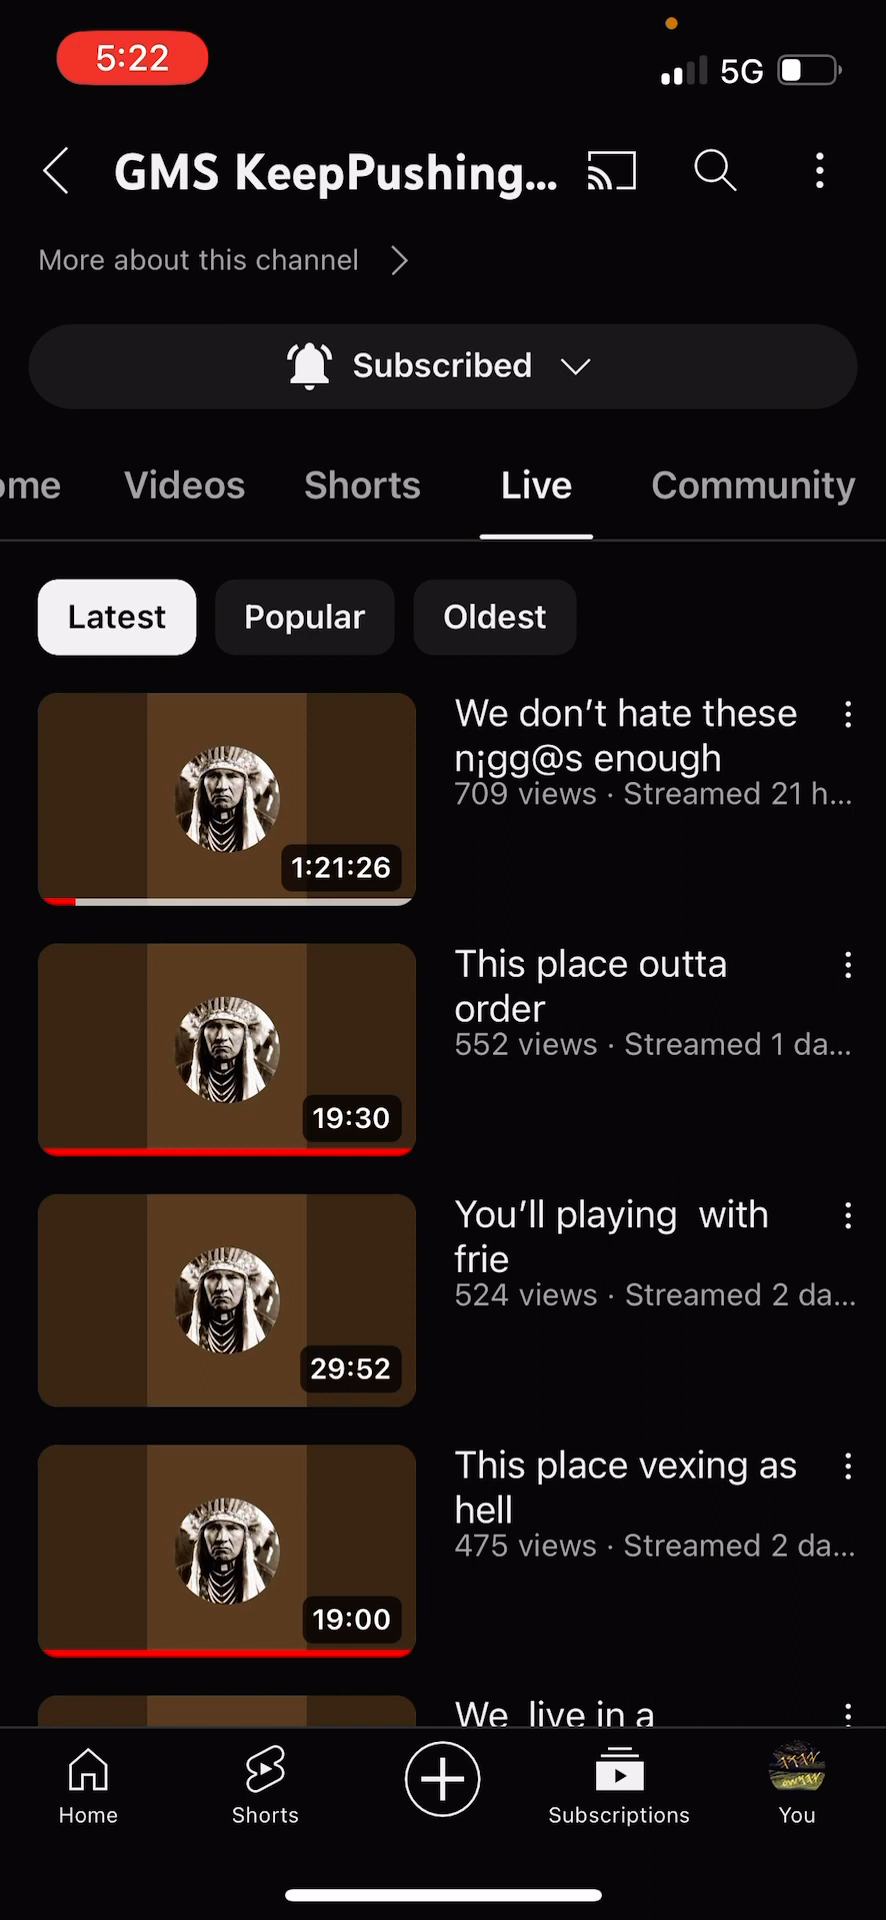 5:22
5G
GMS KeepPushing...
More about this channel
Subscribed
ome
Videos
Shorts
Live
Community
Latest
Popular
Oldest
We don’t hate these
n¡gg@s enough
709 views · Streamed 21 h...
1:21:26
This place outta
order
552 views · Streamed 1 da...
19:30
You’ll playing  with
frie
524 views · Streamed 2 da...
29:52
This place vexing as
hell
475 views · Streamed 2 da...
19:00
We  live in a
Home
Shorts
Subscriptions
You